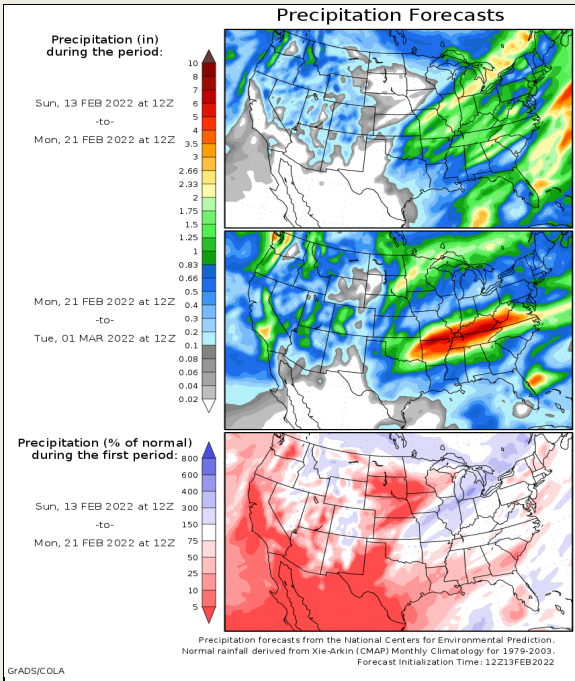 Precipitation Forecasts
Precipitation (in)
during the period:
Sun, 13 FEB 2022 at 12Z
-to-
Mon, 21 FEB 2022 at 12Z
10
8
7
6
5
4
3.5
3
2.66
2.33
2
1.75
1.5
1.25
1
0.83
0.66
0.5
0.4
0.3
0.2
0.1
0.08
0.06
0.04
0.02
Mon, 21 FEB 2022 at 12Z
-to-
Tue, 01 MAR 2022 at 12Z
Precipitation (% of normal)
during the first period:
Sun, 13 FEB 2022 at 12Z
-to-
Mon, 21 FEB 2022 at 12Z
800
600
400
300
150
75
50
25
10
5
Precipitation forecasts from the National Centers for Environmental Prediction.
Normal rainfall derived from Xie-Arkin (CMAP) Monthly Climatology for 1979-2003.
Forecast Initialization Time: 12Z13FEB2022
GrADS/COLA